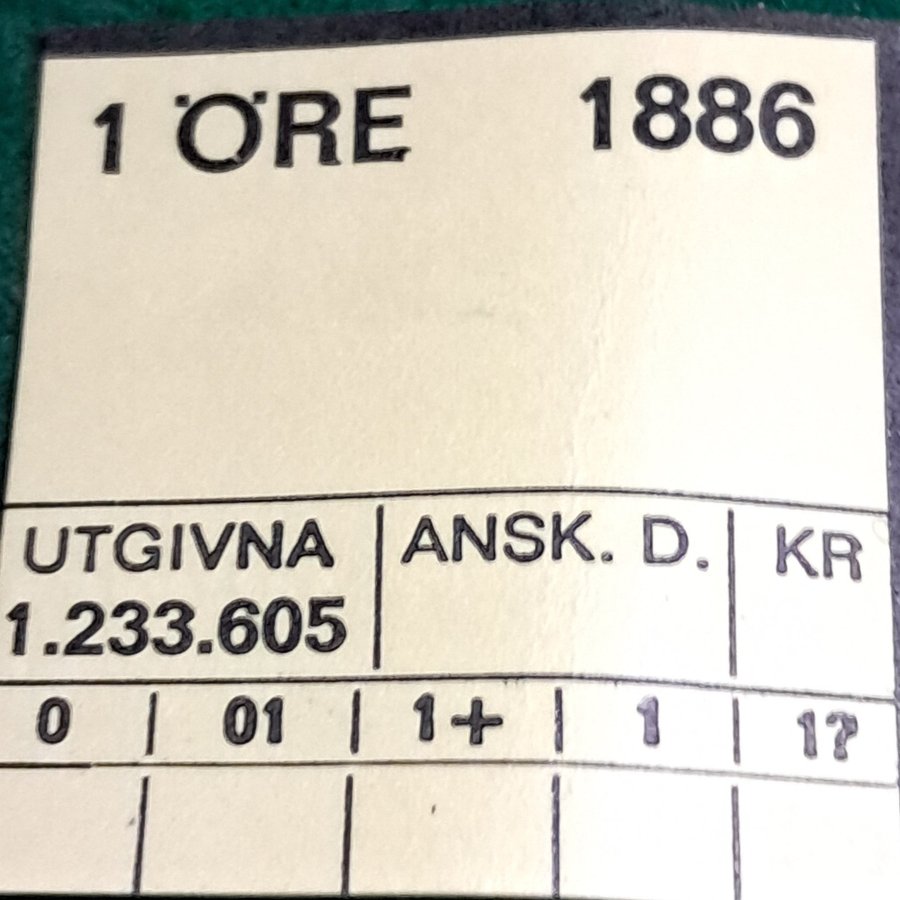 1 ÖRE 1886
UTGIVNA ANSK. D. KR
1.233.605
0 01 1+ 1 1?